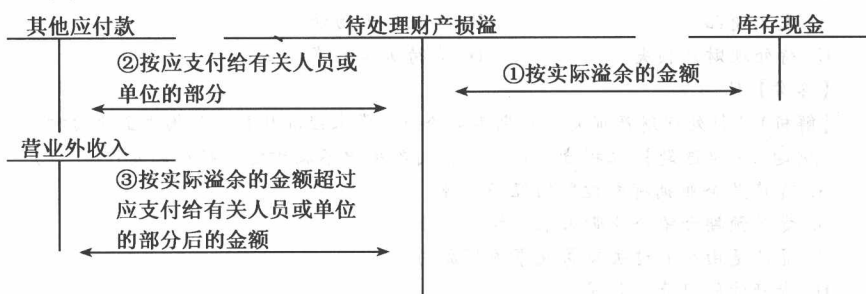 其他应付款 待处理财产损溢 库存现金
②按应支付给有关人员或
单位的部分
①按实际溢余的金额
营业外收入
③按实际溢余的金额超过
应支付给有关人员或单位
的部分后的金额